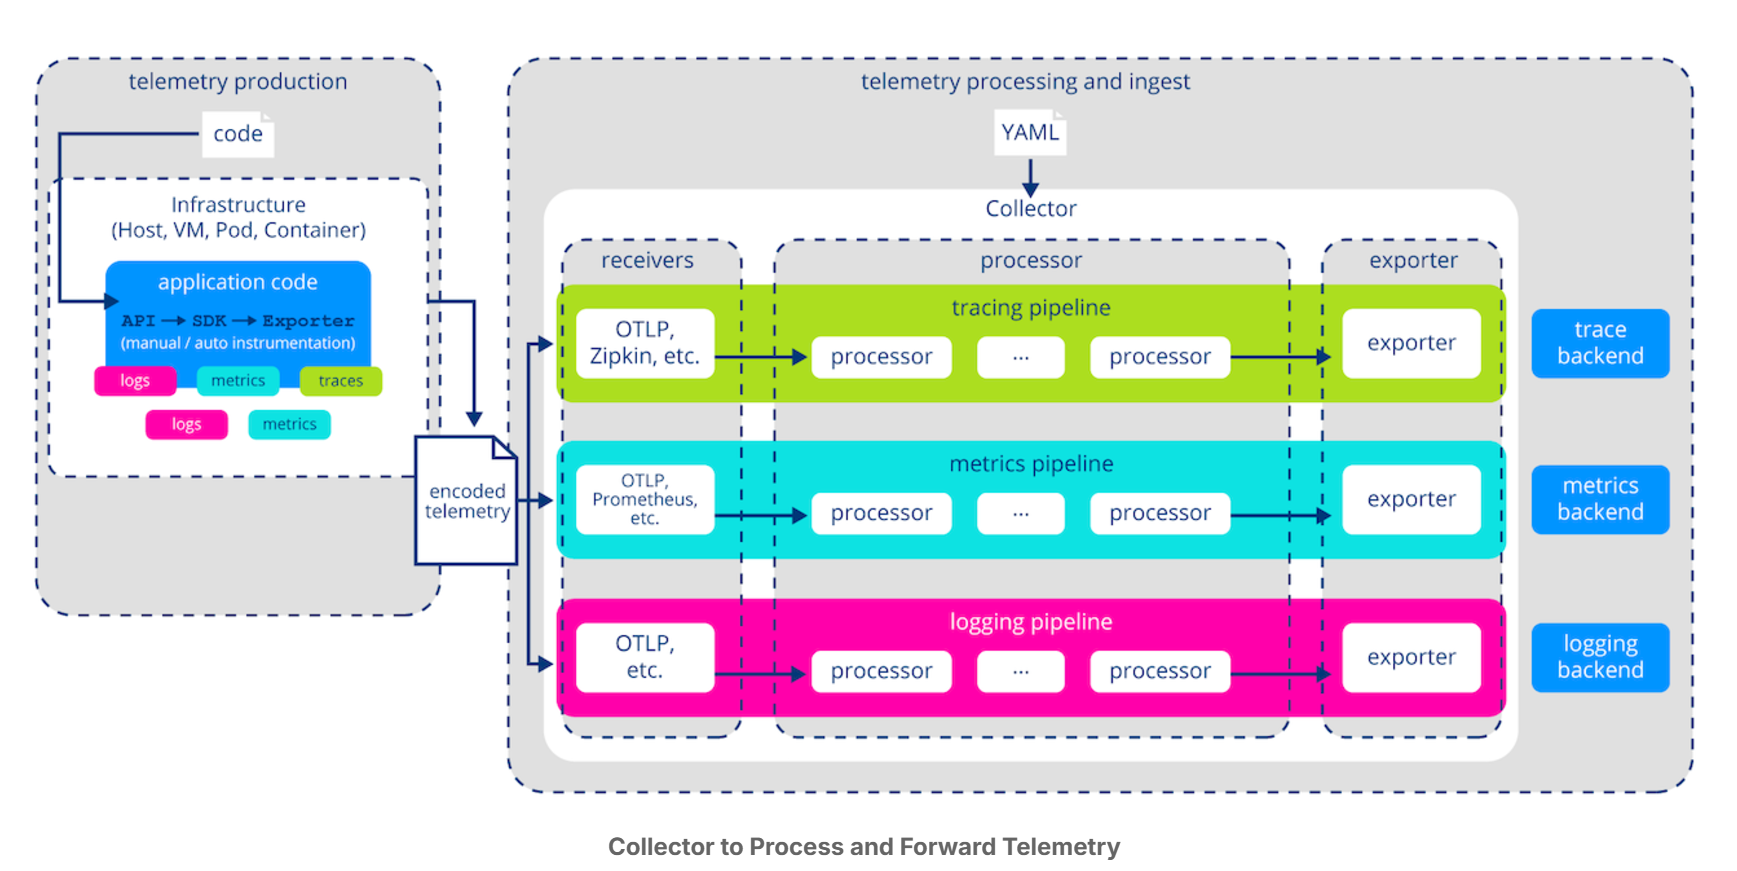 telemetry production
code
Infrastructure
(Host, VM, Pod, Container)
application code
API → SDK → Exporter
(manual / auto instrumentation)
logs
metrics
traces
logs
metrics
encoded
telemetry
telemetry processing and ingest
YAML
Collector
receivers
processor
exporter
tracing pipeline
OTLP,
Zipkin, etc.
processor
...
processor
exporter
trace
backend
metrics pipeline
OTLP,
Prometheus,
etc.
processor
...
processor
exporter
metrics
backend
logging pipeline
OTLP,
etc.
processor
...
processor
exporter
logging
backend
Collector to Process and Forward Telemetry